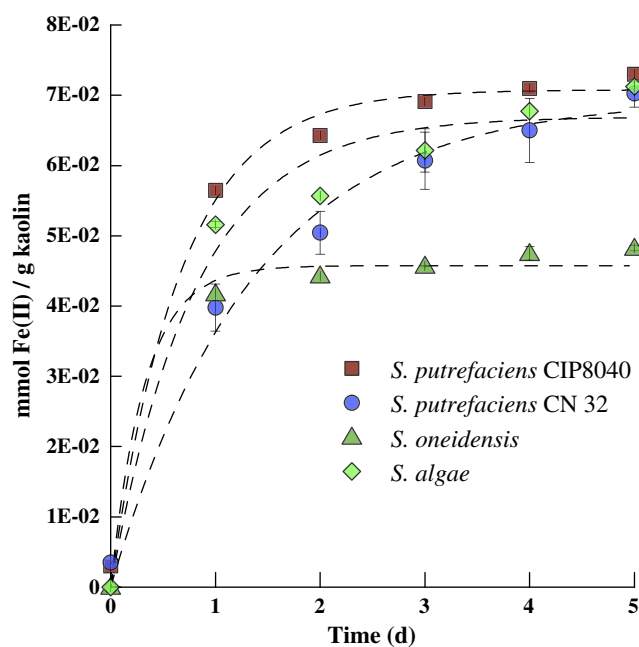 8E-02
7E-02
6E-02
5E-02
4E-02
3E-02
2E-02
1E-02
0
mmol Fe(II) / g kaolin
S. putrefaciens CIP8040
S. putrefaciens CN 32
S. oneidensis
S. algae
0 1 2 3 4 5
Time (d)